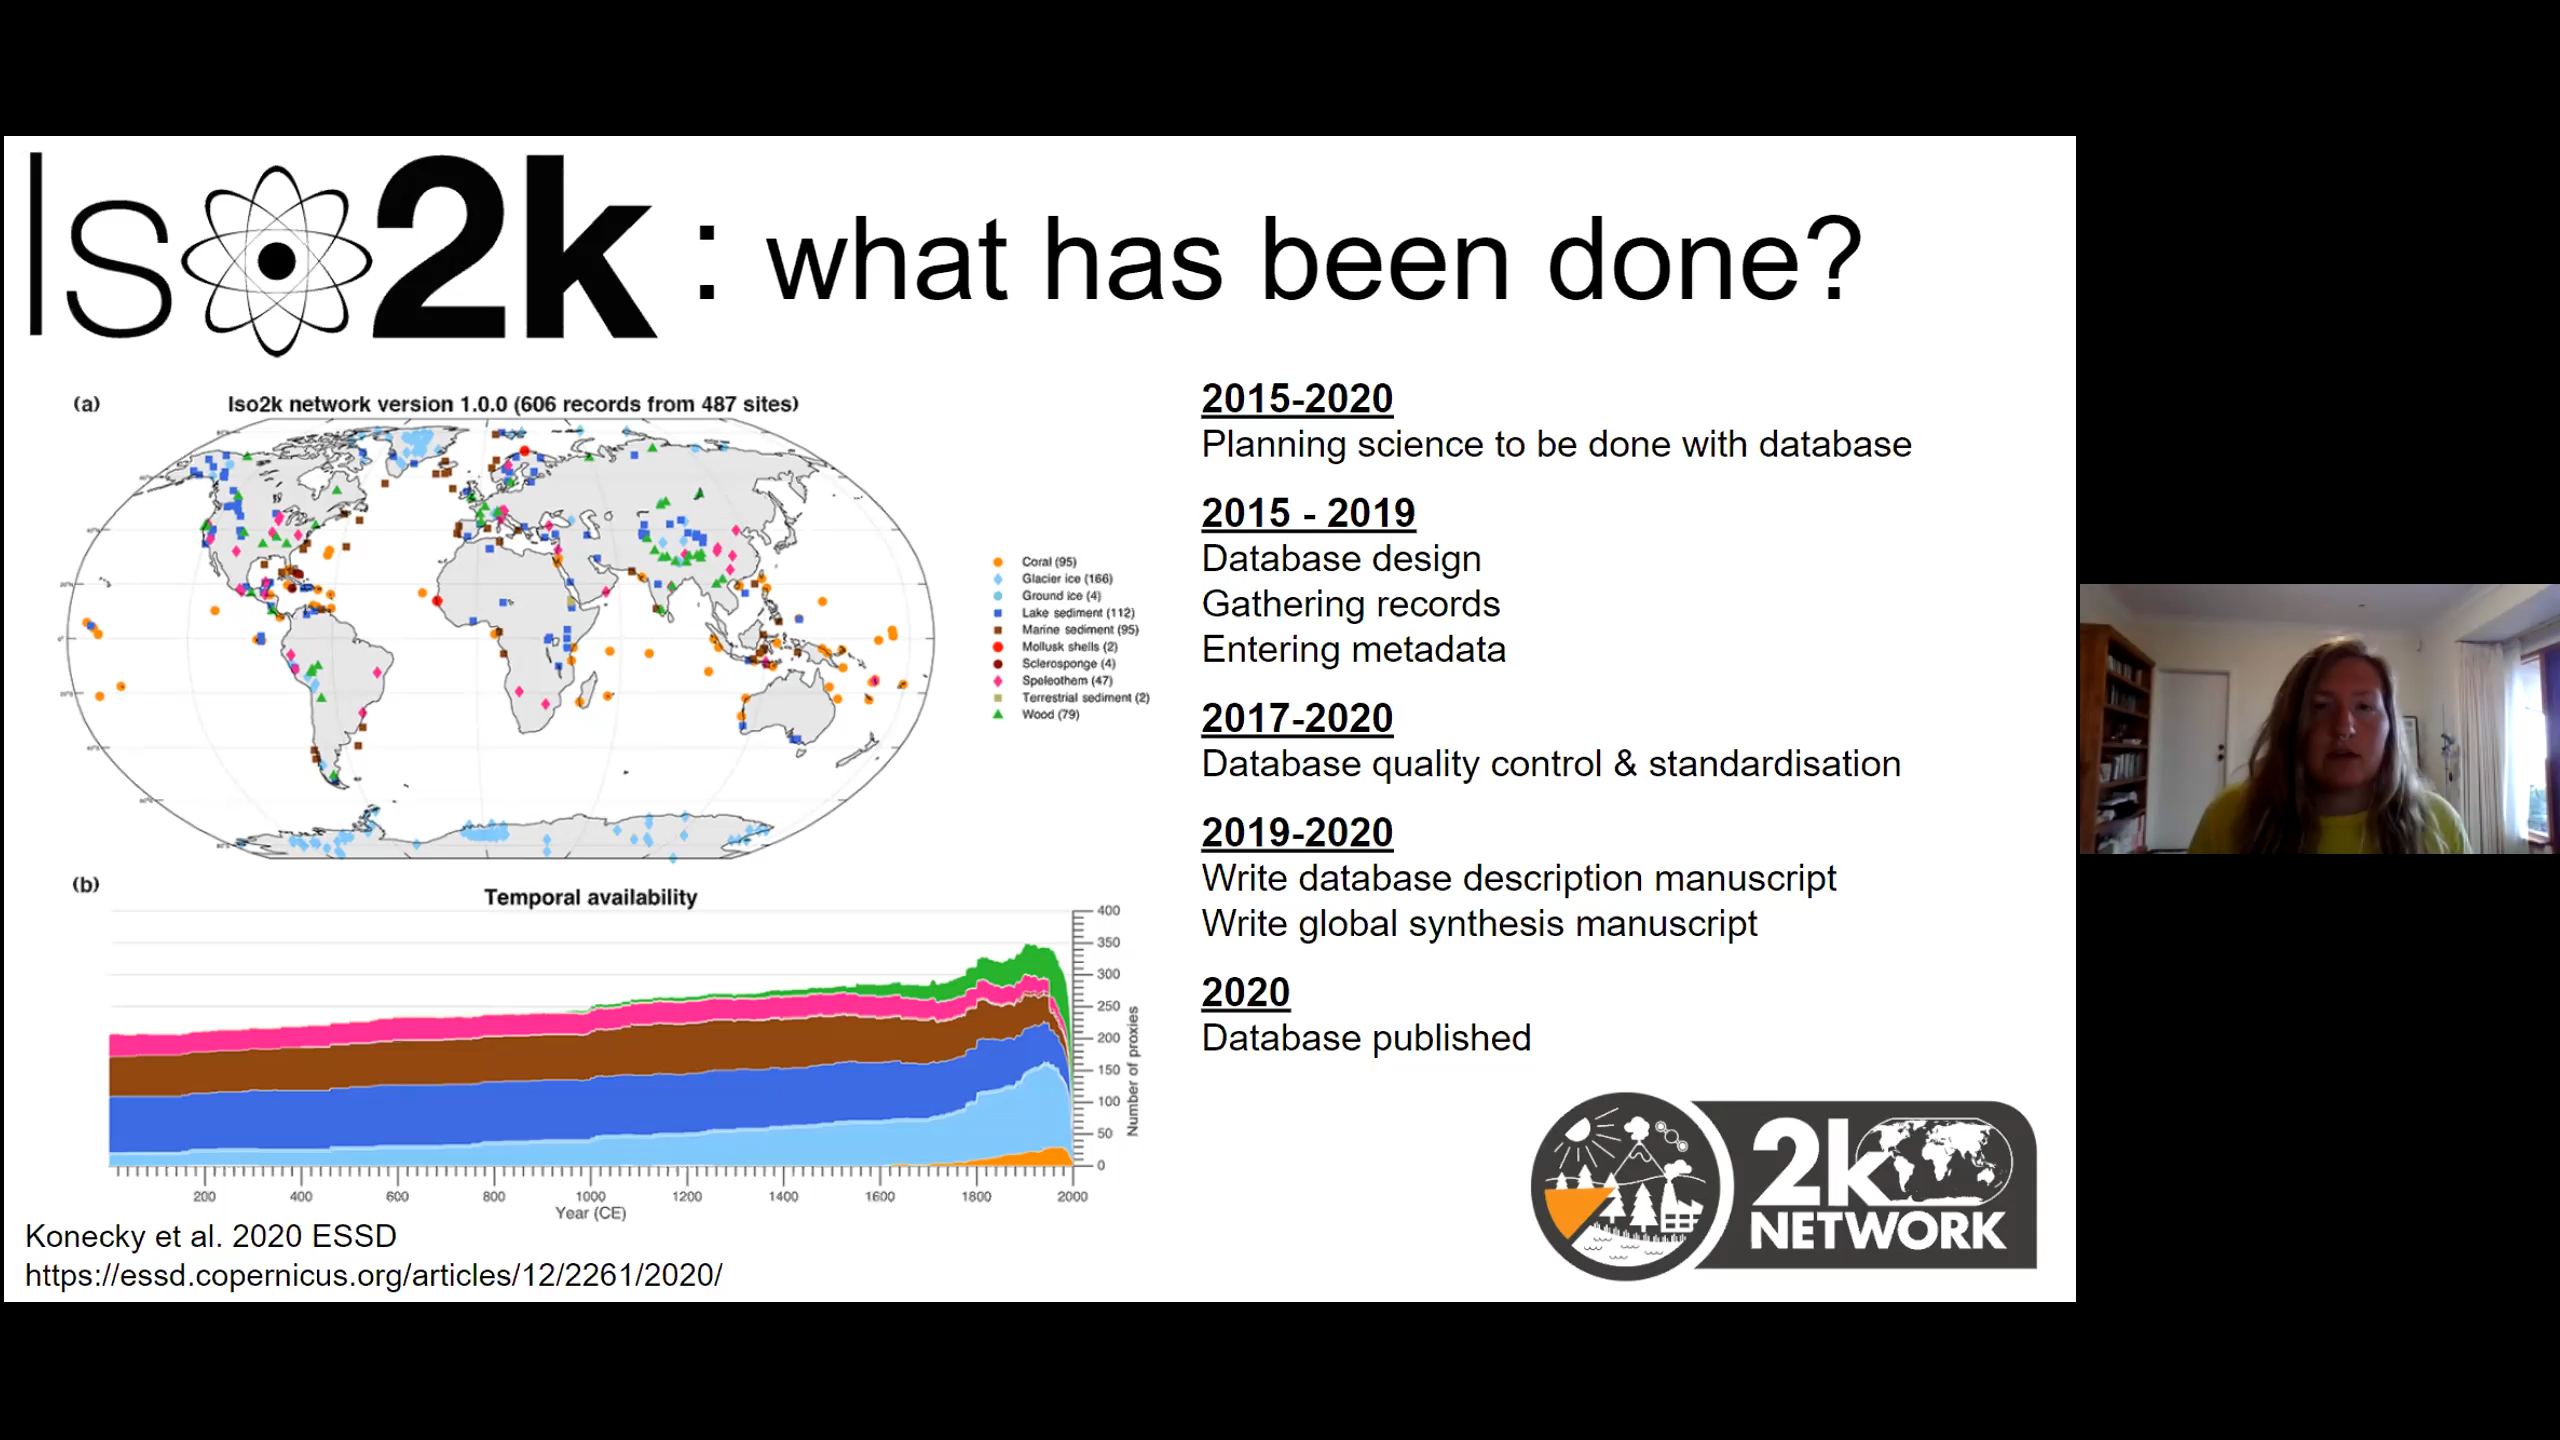 Iso2k : what has been done?
(a)
Iso2k network version 1.0.0 (606 records from 487 sites)
Coral (95)
Glacier ice (166)
Ground ice (4)
Lake sediment (112)
Marine sediment (95)
Mollusk shells (2)
Sclerosponge (4)
Speleothem (47)
Terrestrial sediment (2)
Wood (79)
(b)
Temporal availability
400
350
300
250
200
150
100
50
0
Number of proxies
200 400 600 800 1000 1200 1400 1600 1800 2000
Year (CE)
Konecky et al. 2020 ESSD
https://essd.copernicus.org/articles/12/2261/2020/
2015-2020
Planning science to be done with database
2015 - 2019
Database design
Gathering records
Entering metadata
2017-2020
Database quality control & standardisation
2019-2020
Write database description manuscript
Write global synthesis manuscript
2020
Database published
2k
NETWORK